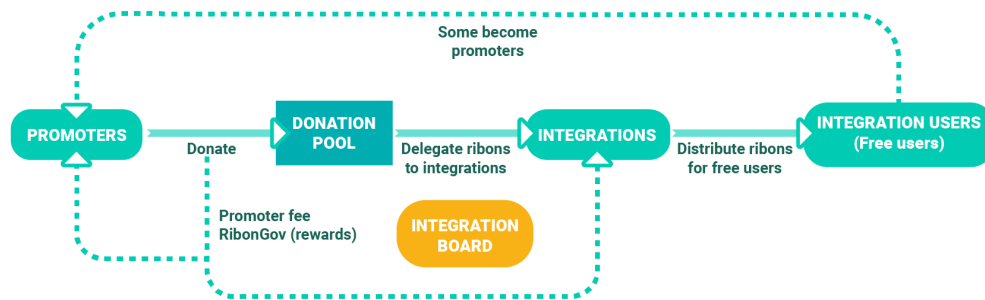 Some become
promoters
PROMOTERS
DONATION
POOL
INTEGRATIONS
INTEGRATION USERS
(Free users)
Donate
Delegate ribons
to integrations
Distribute ribons
for free users
Promoter fee
RibonGov (rewards)
INTEGRATION
BOARD